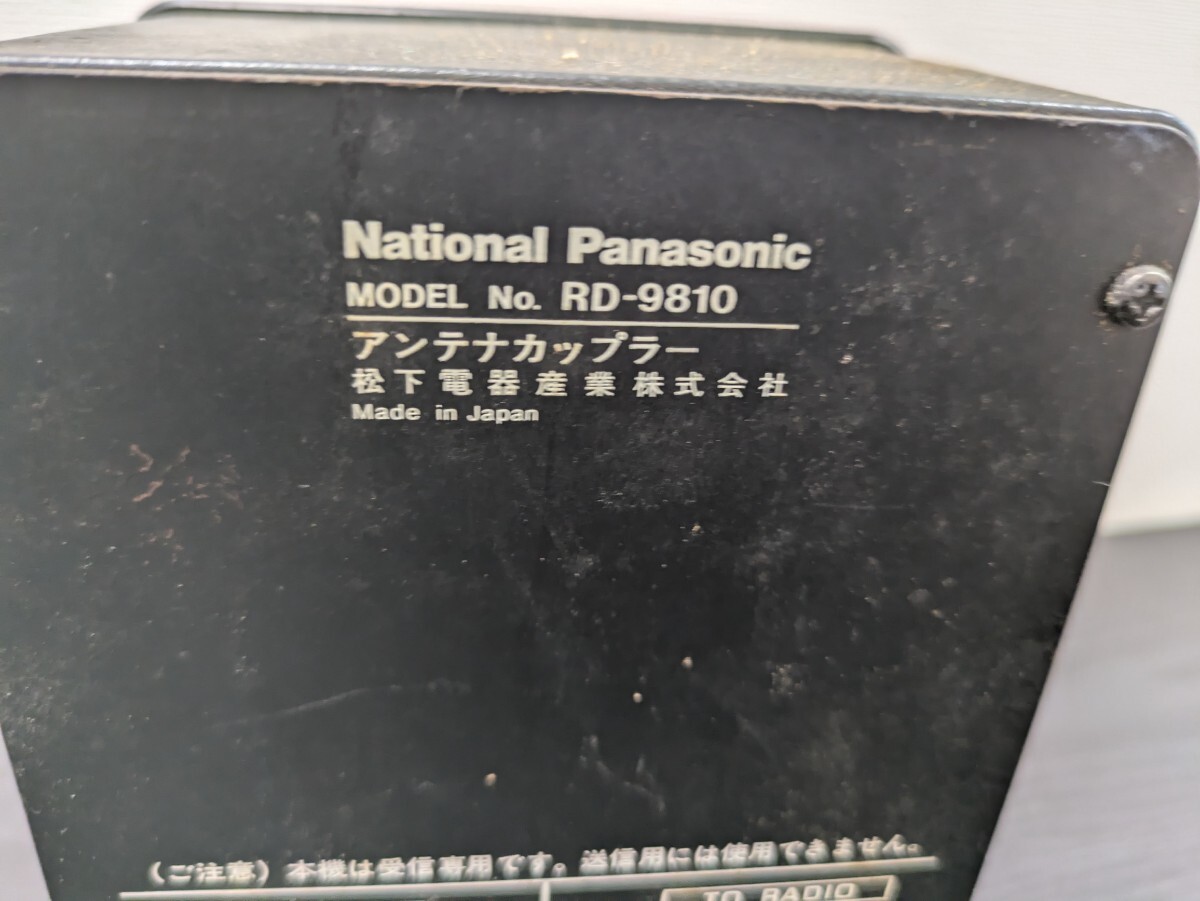 National Panasonic
MODEL No. RD-9810
アンテナカップラー
松下電器産業株式会社
Made in Japan
(ご注意) 本機は受信専用です。送信用には使用できません。
TO RADIO